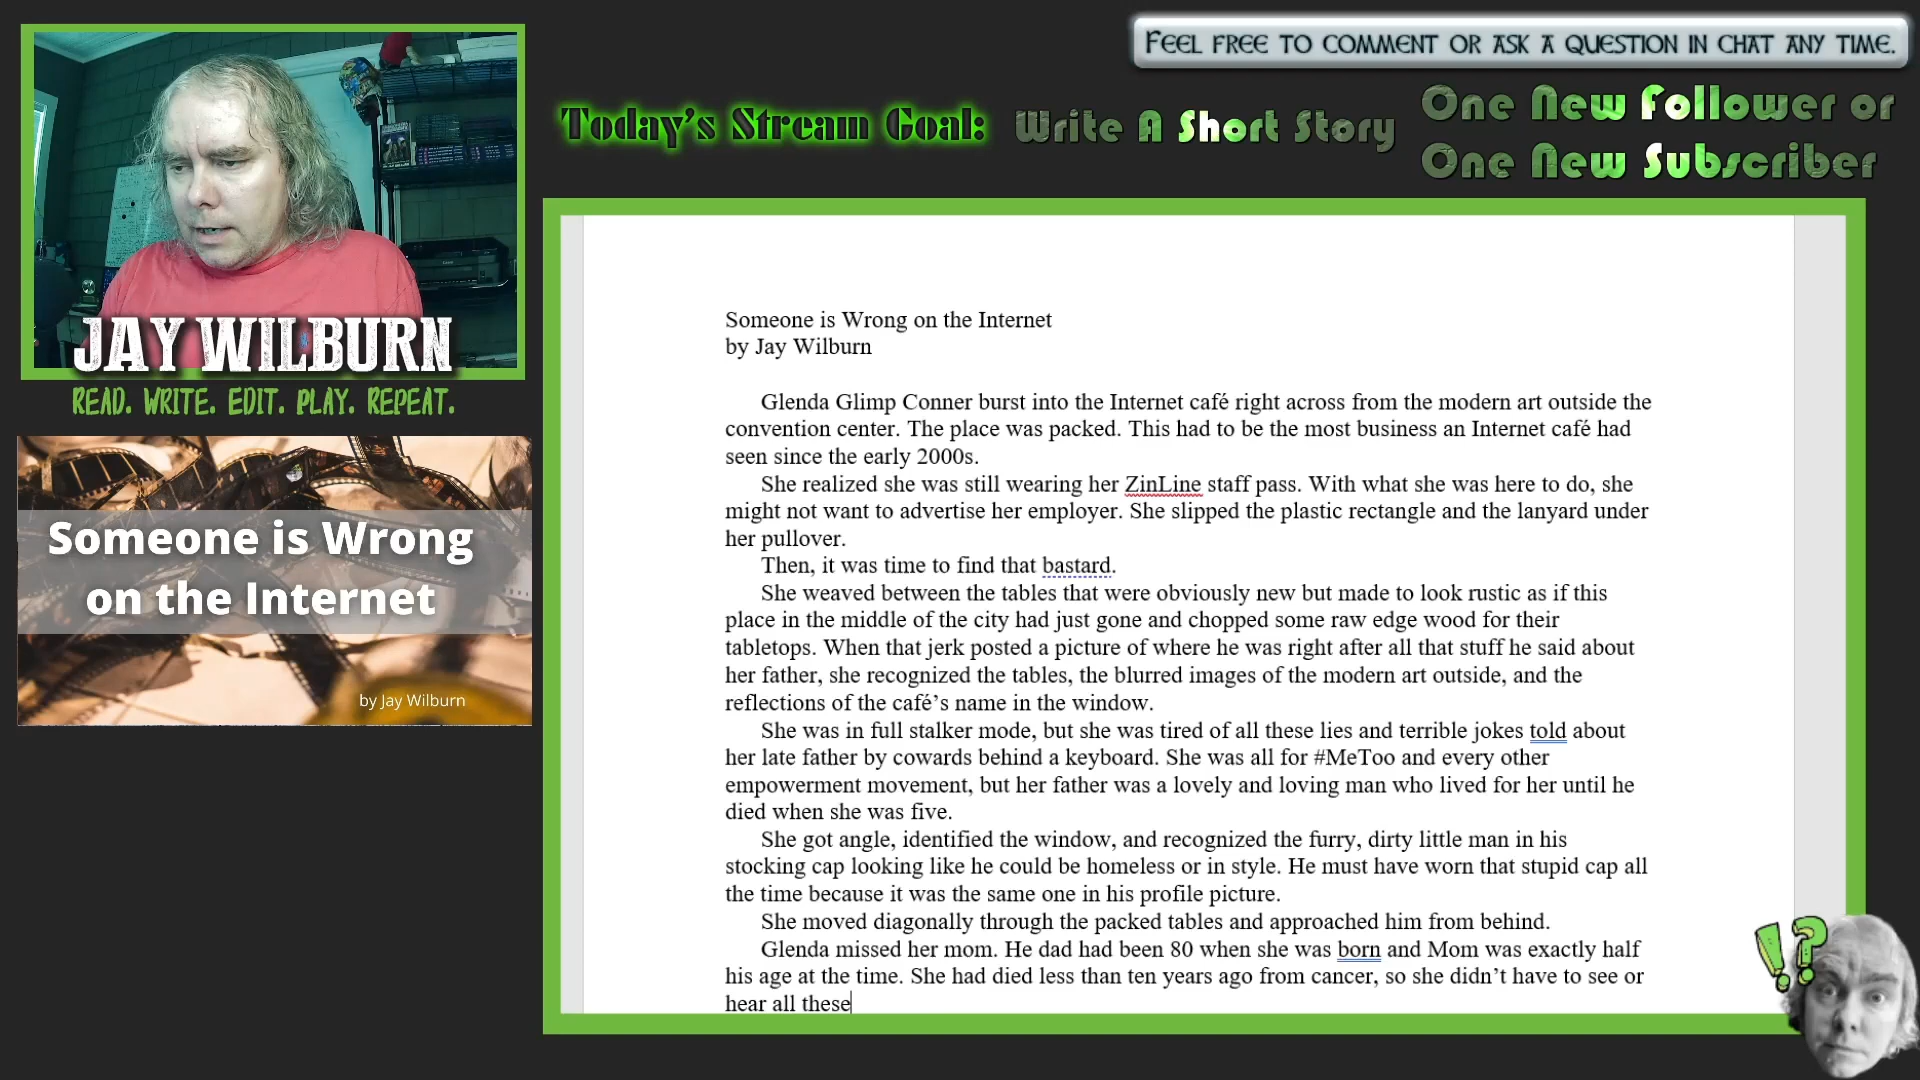 FEEL FREE TO COMMENT OR ASK A QUESTION IN CHAT ANY TIME.
Today's Stream Goal:
Write A Short Story
One New Follower or
One New Subscriber
JAY WILBURN
READ. WRITE. EDIT. PLAY. REPEAT.
Someone is Wrong
on the Internet
by Jay Wilburn
Someone is Wrong on the Internet
by Jay Wilburn
Glenda Glimp Conner burst into the Internet café right across from the modern art outside the
convention center. The place was packed. This had to be the most business an Internet café had
seen since the early 2000s.
She realized she was still wearing her ZinLine staff pass. With what she was here to do, she
might not want to advertise her employer. She slipped the plastic rectangle and the lanyard under
her pullover.
Then, it was time to find that bastard.
She weaved between the tables that were obviously new but made to look rustic as if this
place in the middle of the city had just gone and chopped some raw edge wood for their
tabletops. When that jerk posted a picture of where he was right after all that stuff he said about
her father, she recognized the tables, the blurred images of the modern art outside, and the
reflections of the café’s name in the window.
She was in full stalker mode, but she was tired of all these lies and terrible jokes told about
her late father by cowards behind a keyboard. She was all for #MeToo and every other
empowerment movement, but her father was a lovely and loving man who lived for her until he
died when she was five.
She got angle, identified the window, and recognized the furry, dirty little man in his
stocking cap looking like he could be homeless or in style. He must have worn that stupid cap all
the time because it was the same one in his profile picture.
She moved diagonally through the packed tables and approached him from behind.
Glenda missed her mom. He dad had been 80 when she was born and Mom was exactly half
his age at the time. She had died less than ten years ago from cancer, so she didn’t have to see or
hear all these
!?